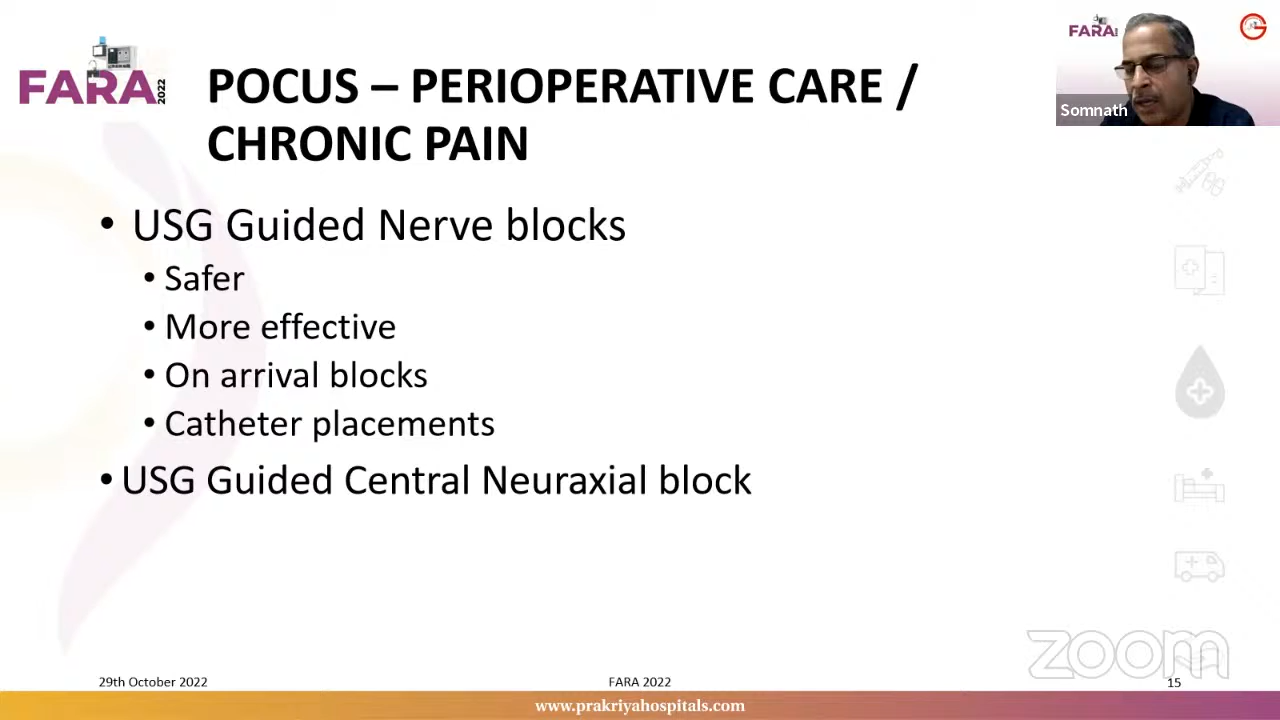 FARA 2022
POCUS – PERIOPERATIVE CARE /
CHRONIC PAIN
• USG Guided Nerve blocks
• Safer
• More effective
• On arrival blocks
• Catheter placements
• USG Guided Central Neuraxial block
FARA
Somnath
zoom
29th October 2022
FARA 2022
15
www.prakriyahospitals.com